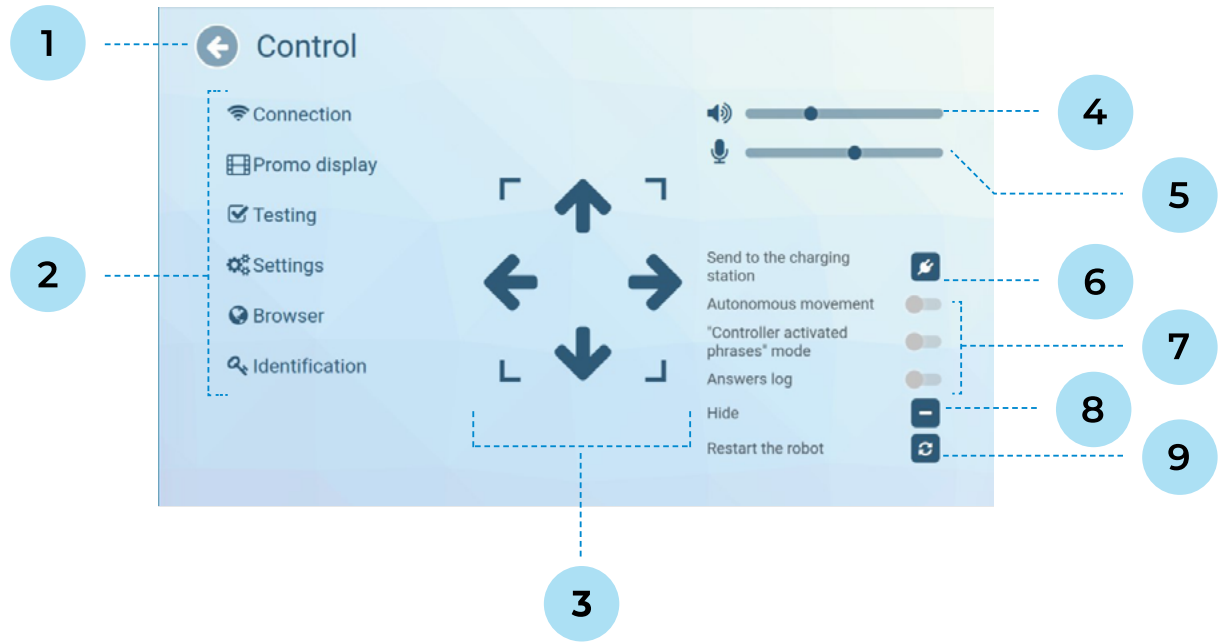 1
Control
2
Connection
Promo display
Testing
Settings
Browser
Identification
3
4
5
Send to the charging
station
6
Autonomous movement
"Controller activated
phrases" mode
Answers log
7
Hide
8
Restart the robot
9